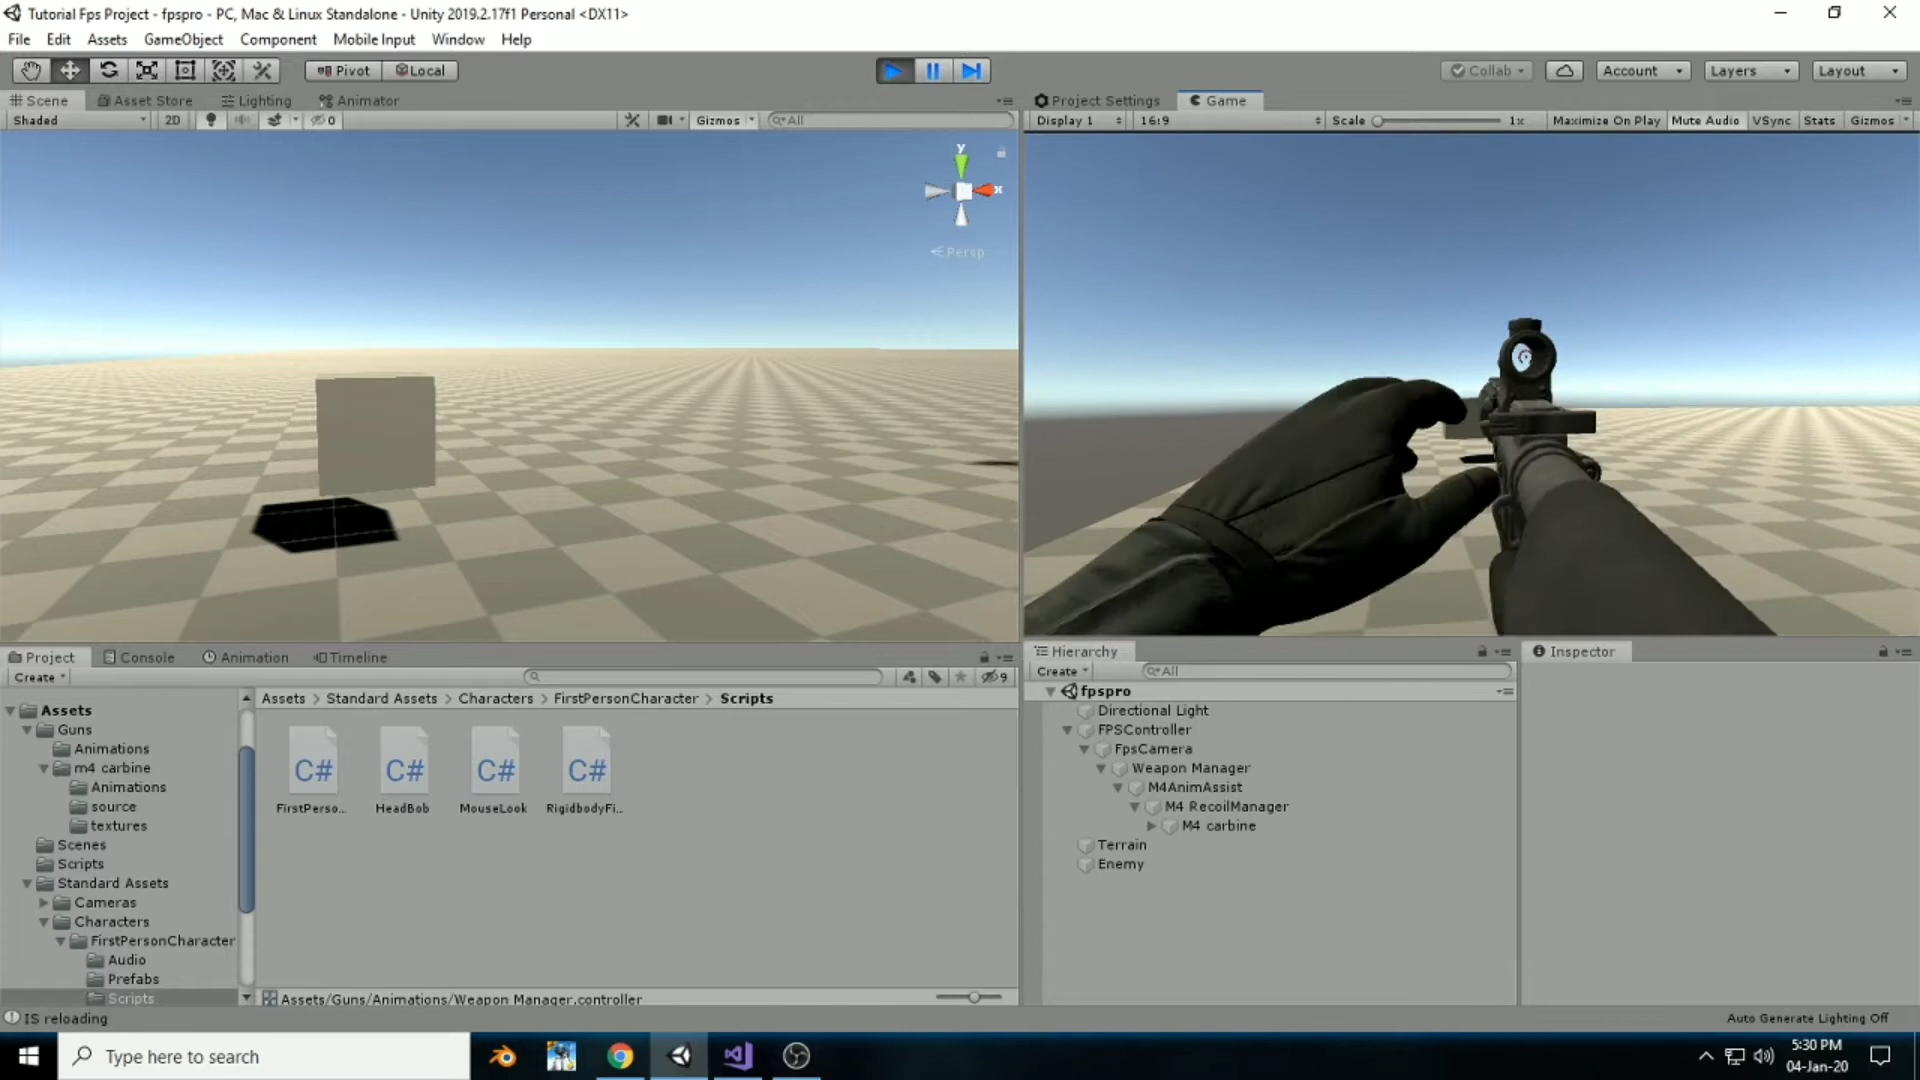 Tutorial Fps Project - fpspro - PC, Mac & Linux Standalone - Unity 2019.2.17f1 Personal <DX11>
File Edit Assets GameObject Component Mobile Input Window Help
Pivot Local Collab Account Layers Layout
Scene Asset Store Lighting Animator
Project Settings Game
Shaded 2D 0 Gizmos All
Display 1 16:9 Scale 1x Maximize On Play Mute Audio VSync Stats Gizmos
y
x
Persp
Project Console Animation Timeline
Create 9
Assets
Guns
Animations
m4 carbine
Animations
source
textures
Scenes
Scripts
Standard Assets
Cameras
Characters
FirstPersonCharacter
Audio
Prefabs
Scripts
Assets > Standard Assets > Characters > FirstPersonCharacter > Scripts
C# C# C# C#
FirstPerso... HeadBob MouseLook RigidbodyFi...
Assets/Guns/Animations/Weapon Manager.controller
Hierarchy
Create All
fpspro
Directional Light
FPSController
FpsCamera
Weapon Manager
M4AnimAssist
M4 RecoilManager
M4 carbine
Terrain
Enemy
Inspector
IS reloading
Auto Generate Lighting Off
Type here to search
5:30 PM
04-Jan-20